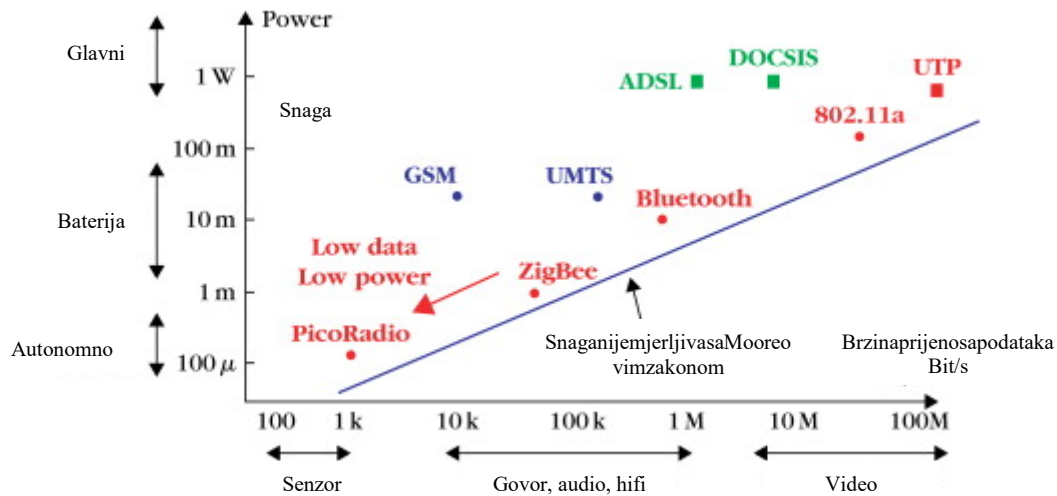 Power
Glavni
1 W
ADSL
DOCSIS
UTP
Snaga
802.11a
100 m
GSM
UMTS
Bluetooth
Baterija
10 m
Low data
Low power
ZigBee
1 m
PicoRadio
Autonomno
100 μ
SnaganijemjerljivasaMooreo
vimzakonom
Brzinaprijenosapodataka
Bit/s
100 1 k 10 k 100 k 1 M 10 M 100M
Senzor Govor, audio, hifi Video